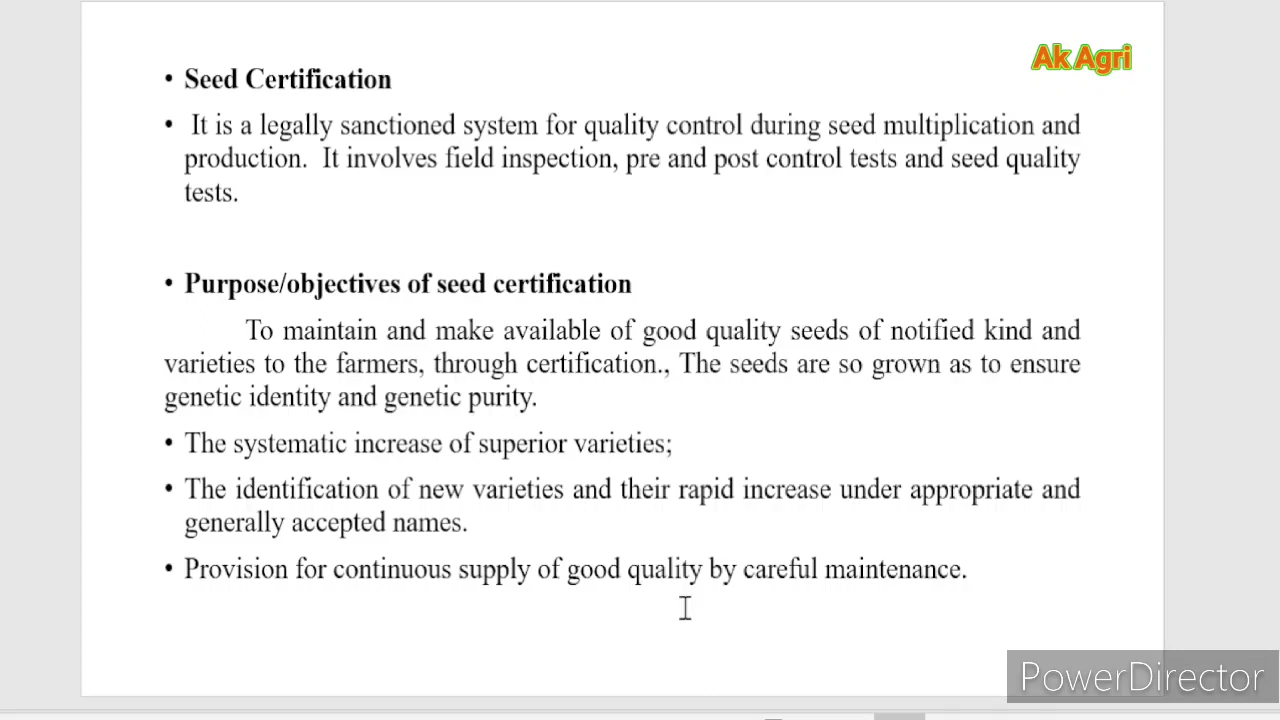 Ak Agri
• Seed Certification
• It is a legally sanctioned system for quality control during seed multiplication and
production. It involves field inspection, pre and post control tests and seed quality
tests.
• Purpose/objectives of seed certification
To maintain and make available of good quality seeds of notified kind and
varieties to the farmers, through certification., The seeds are so grown as to ensure
genetic identity and genetic purity.
• The systematic increase of superior varieties;
• The identification of new varieties and their rapid increase under appropriate and
generally accepted names.
• Provision for continuous supply of good quality by careful maintenance.
PowerDirector